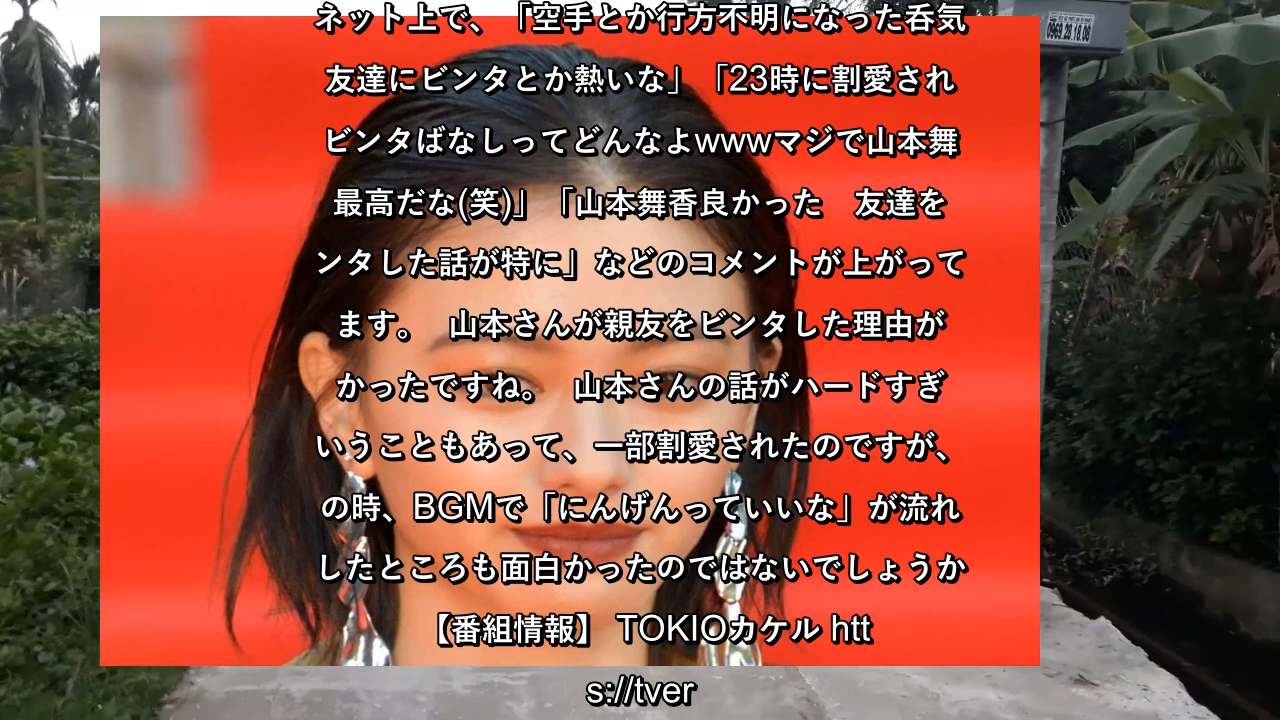 0969.28.18.08
ネット上で、「空手とか行方不明になった呑気
友達にビンタとか熱いな」「23時に割愛され
ビンタばなしってどんなよwwwマジで山本舞
最高だな(笑)」「山本舞香良かった　友達を
ンタした話が特に」などのコメントが上がって
ます。　山本さんが親友をビンタした理由が
かったですね。　山本さんの話がハードすぎ
いうこともあって、一部割愛されたのですが、
の時、BGMで「にんげんっていいな」が流れ
したところも面白かったのではないでしょうか
【番組情報】 TOKIOカケル htt
s://tver